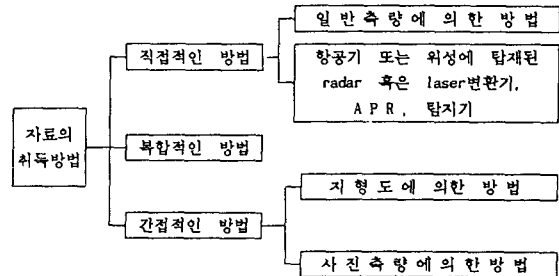 일반측량에 의한 방법
직접적인 방법
항공기 또는 위성에 탑재된
radar 혹은 laser변환기,
APR, 탐지기
자료의
취득방법
복합적인 방법
지형도에 의한 방법
간접적인 방법
사진측량에 의한 방법